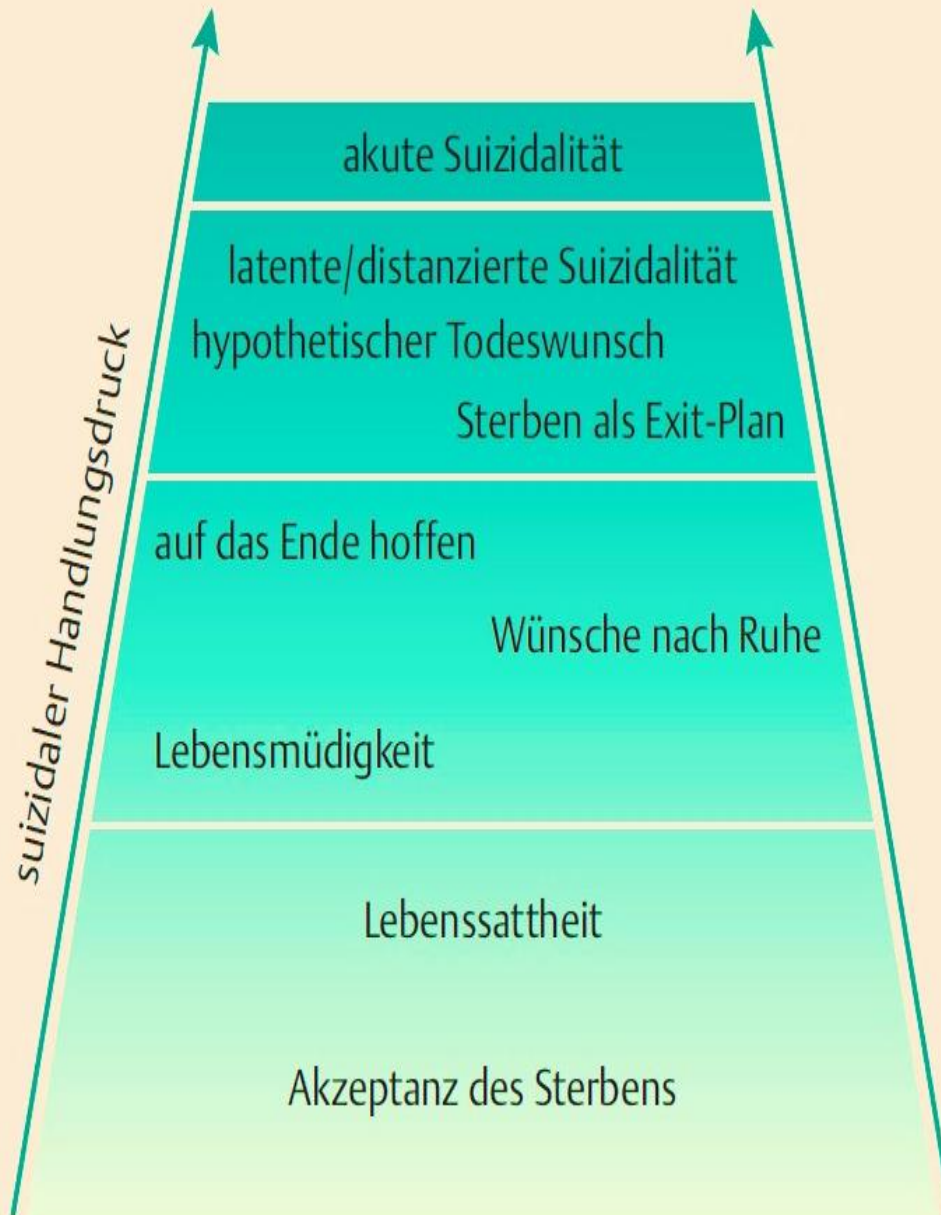 akute Suizidalität
latente/distanzierte Suizidalität
hypothetischer Todeswunsch
Sterben als Exit-Plan
auf das Ende hoffen
Wünsche nach Ruhe
Lebensmüdigkeit
Lebenssattheit
Akzeptanz des Sterbens
suizidaler Handlungsdruck